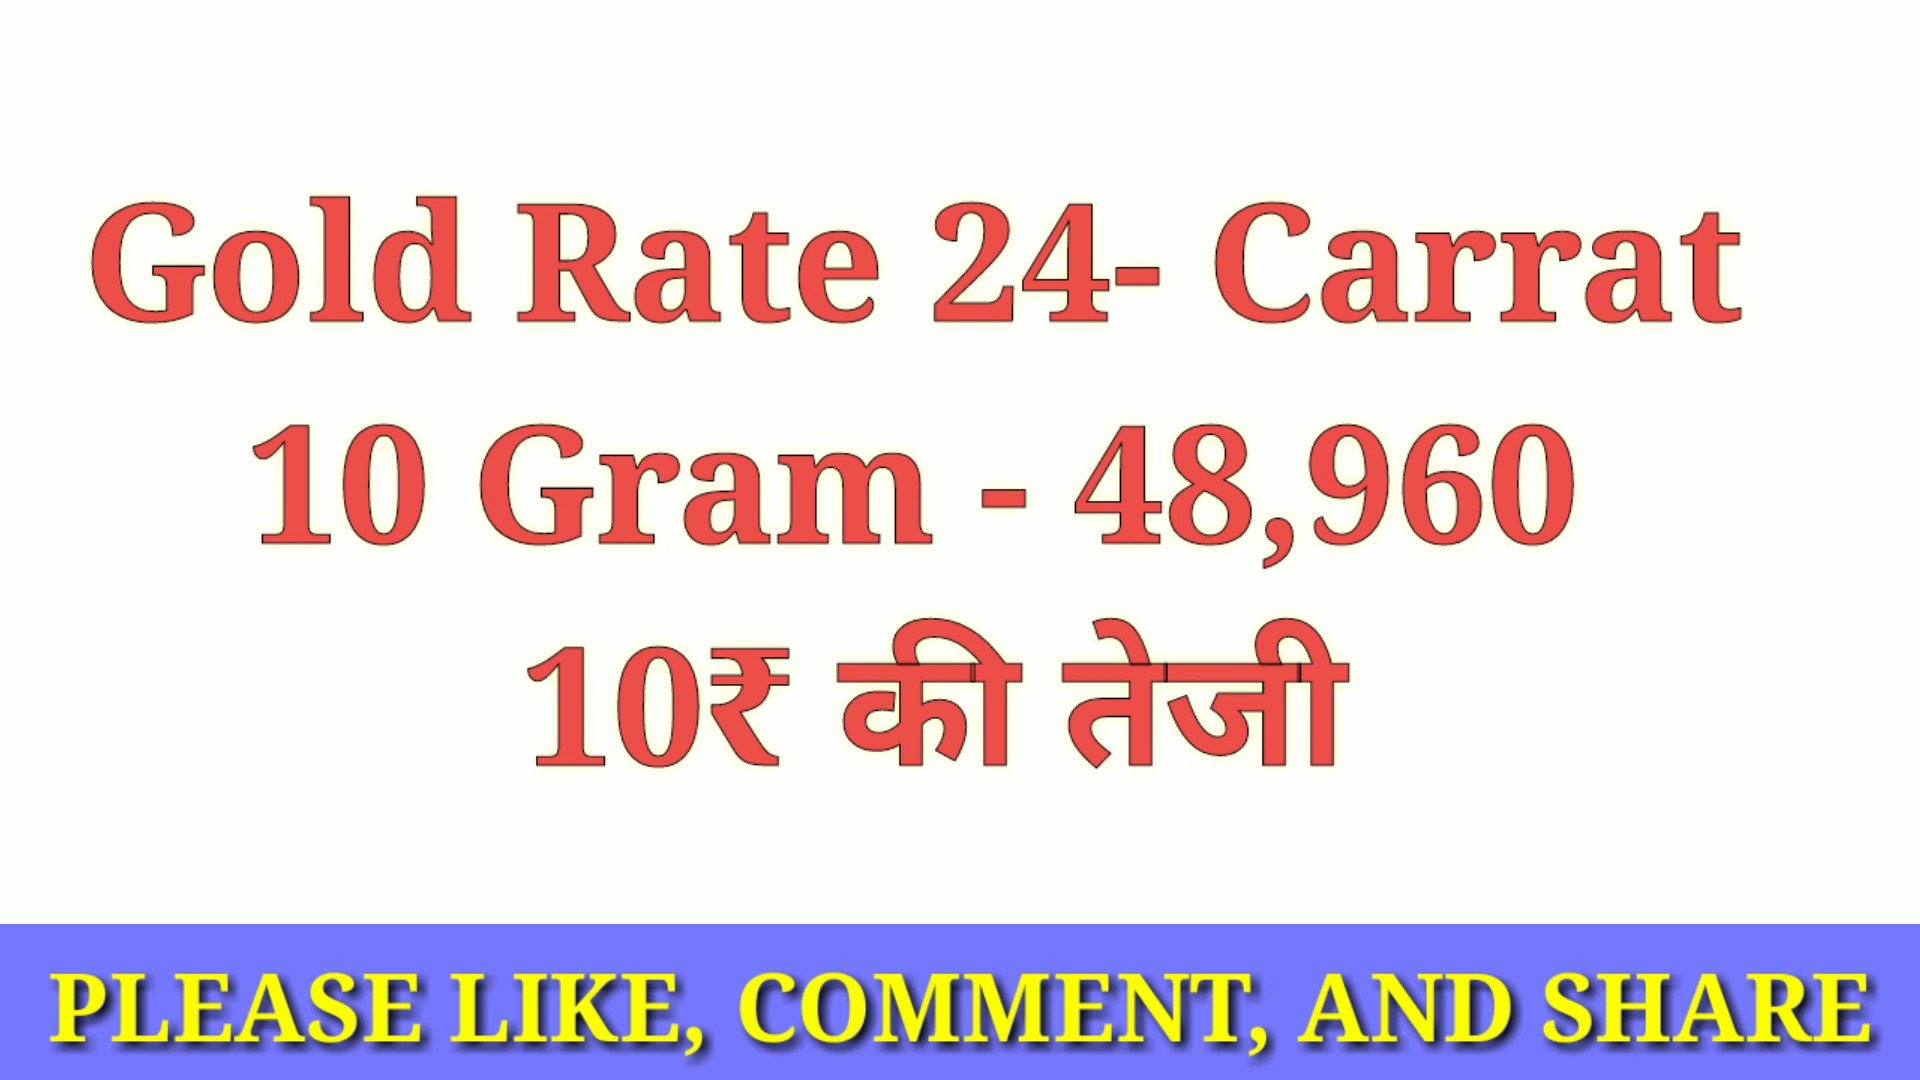 Gold Rate 24- Carrat
10 Gram - 48,960
10₹ की तेजी
PLEASE LIKE, COMMENT, AND SHARE